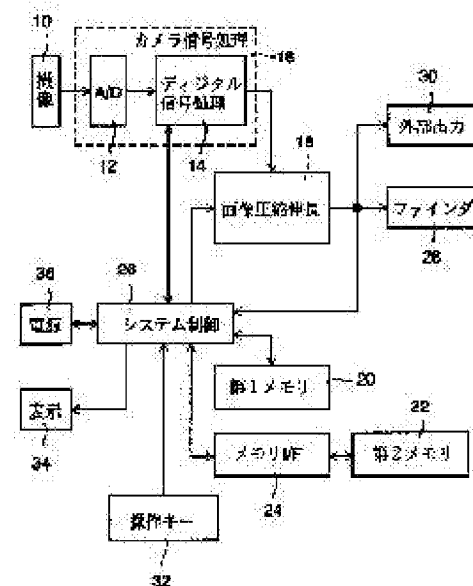 10
カメラ信号処理
16
30
撮像
A/D
ディジタル
信号処理
外部出力
12
14
18
画像圧縮伸長
ファインダ
28
36
26
電源
システム制御
第1メモリ
20
表示
22
34
メモリI/F
第2メモリ
24
操作キー
32